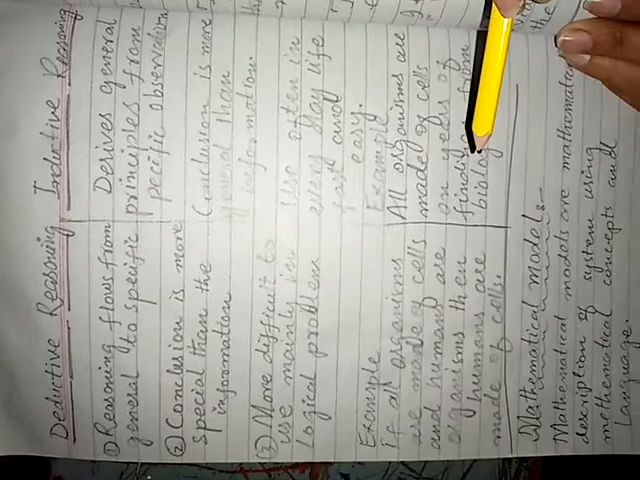 Deductive Reasoning Inductive Reasoning
① Reasoning flows from
general to specific
② Conclusion is more
special than the
information
③ More difficult to
use mainly in
Logical problem
Example
If all organisms
are made of cells
and humans are
organisms then
humans are
made of cells.
Derives general
principles from
pecific observation
Conclusion is more
general than
information.
Use often in
every day life
fast and
easy.
Example
All organisms are
made of cells
on years of
findings from
biolog
Mathematical model:-
Mathematical models are mathematica
description of system using
mathematical concepts and
language.